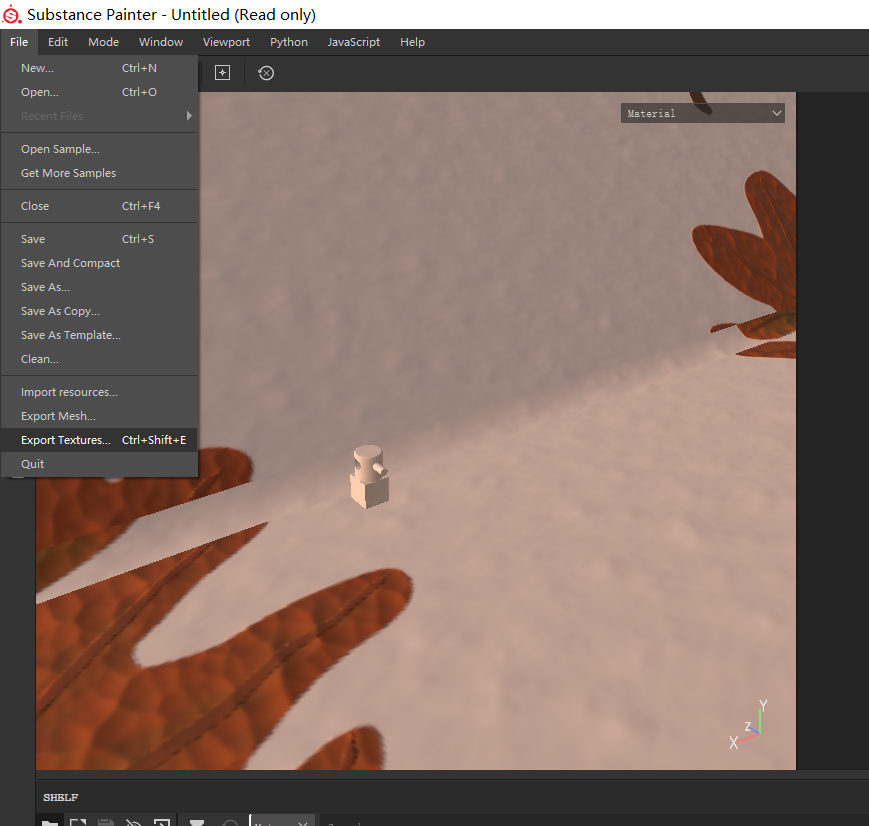 Substance Painter - Untitled (Read only)
File Edit Mode Window Viewport Python JavaScript Help
New... Ctrl+N
Open... Ctrl+O
Recent Files
Open Sample...
Get More Samples
Close Ctrl+F4
Save Ctrl+S
Save And Compact
Save As...
Save As Copy...
Save As Template...
Clean...
Import resources...
Export Mesh...
Export Textures... Ctrl+Shift+E
Quit
Material
Y
Z
X
SHELF